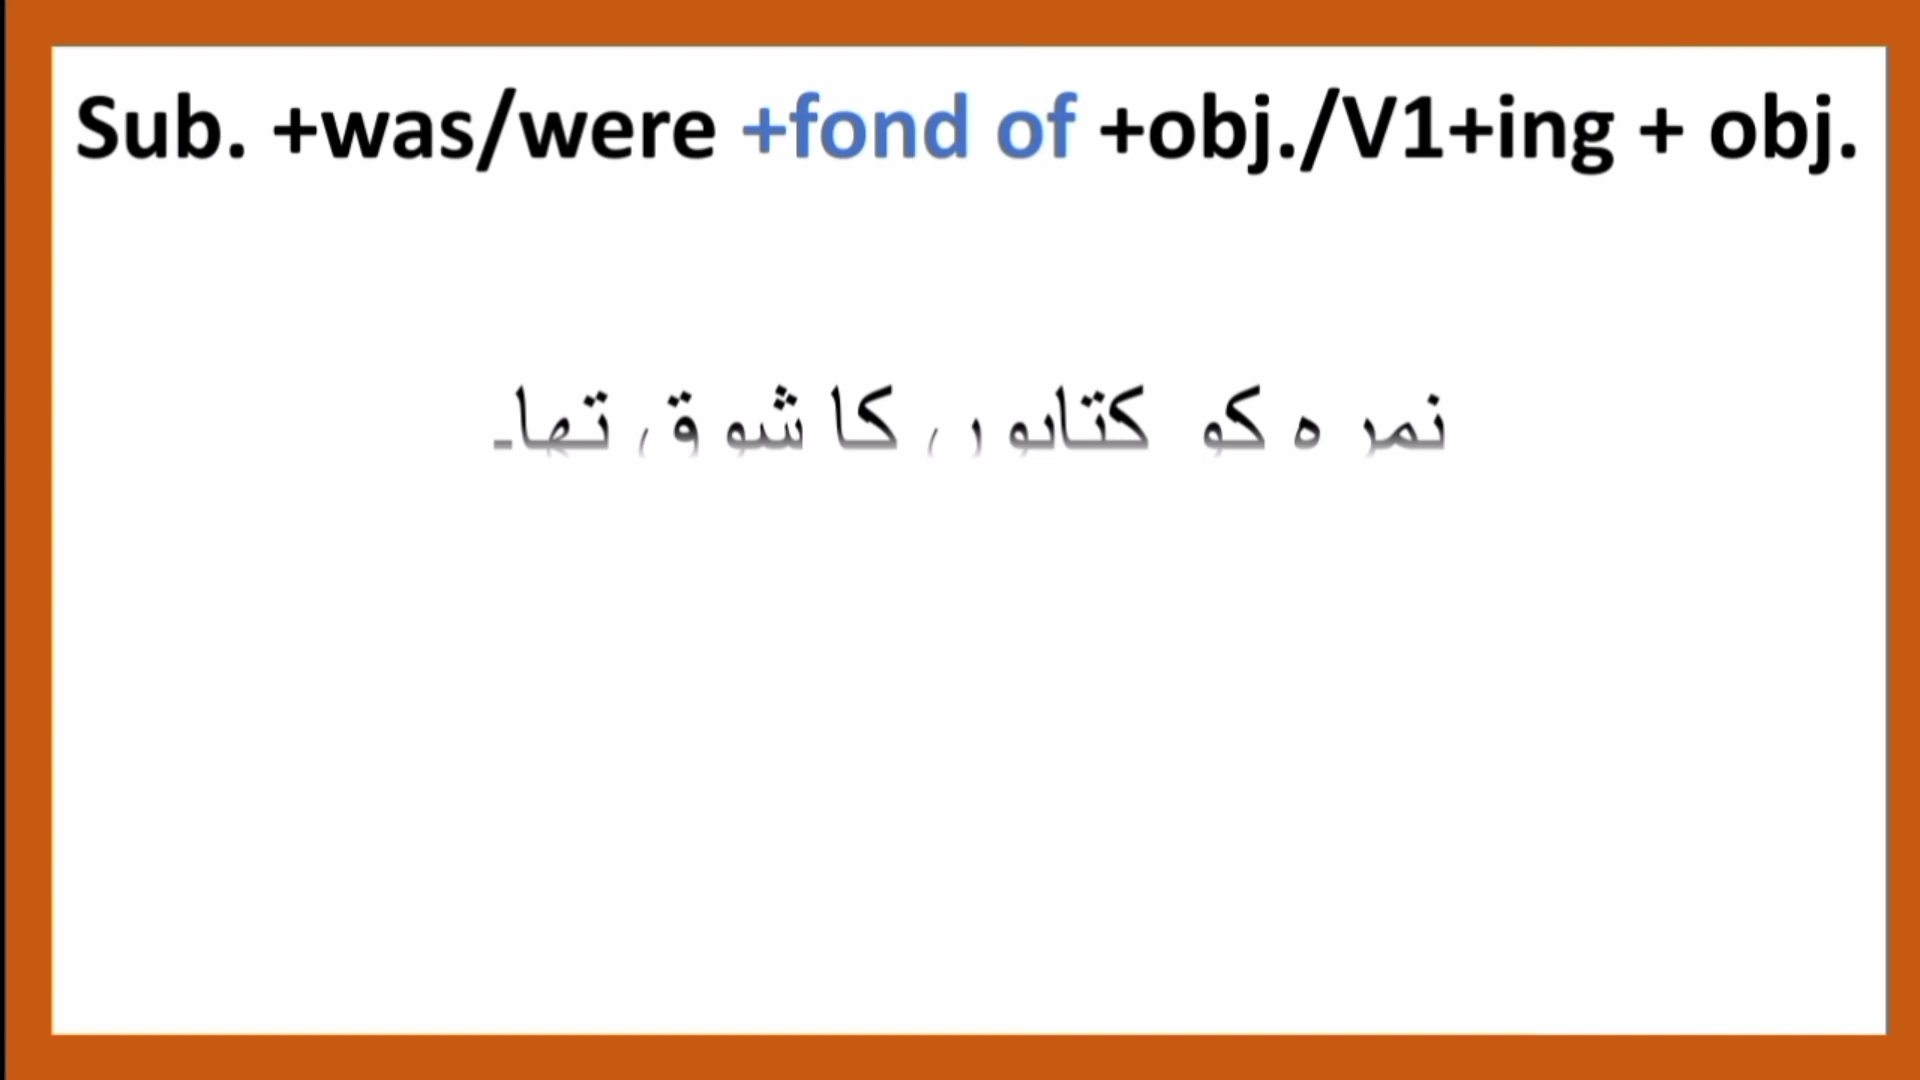 Sub. +was/were +fond of +obj./V1+ing + obj.
نمرہ کو کتابوں کا شوق تھا۔